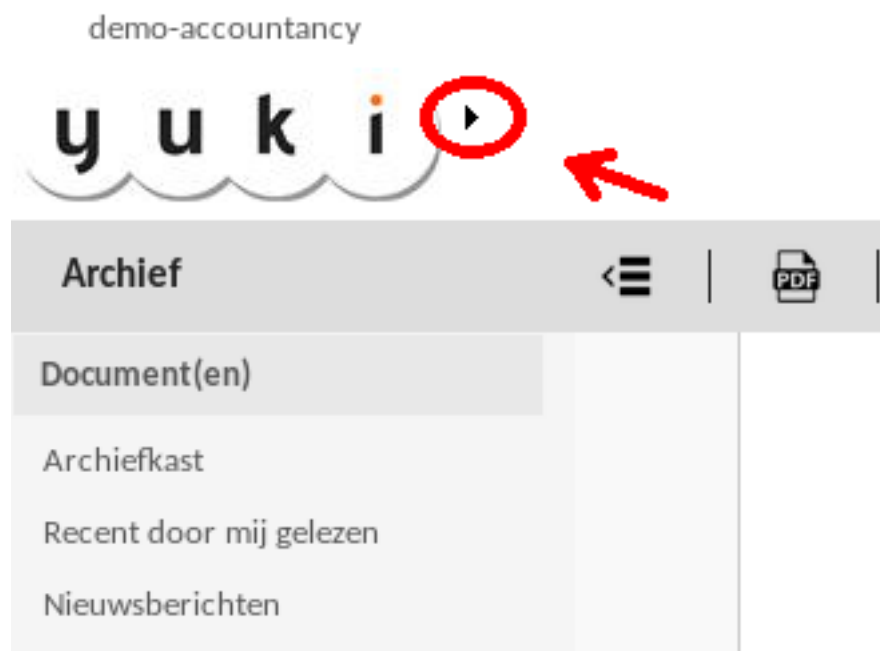 demo-accountancy
yuki
Archief
PDF
Document(en)
Archiefkast
Recent door mij gelezen
Nieuwsberichten